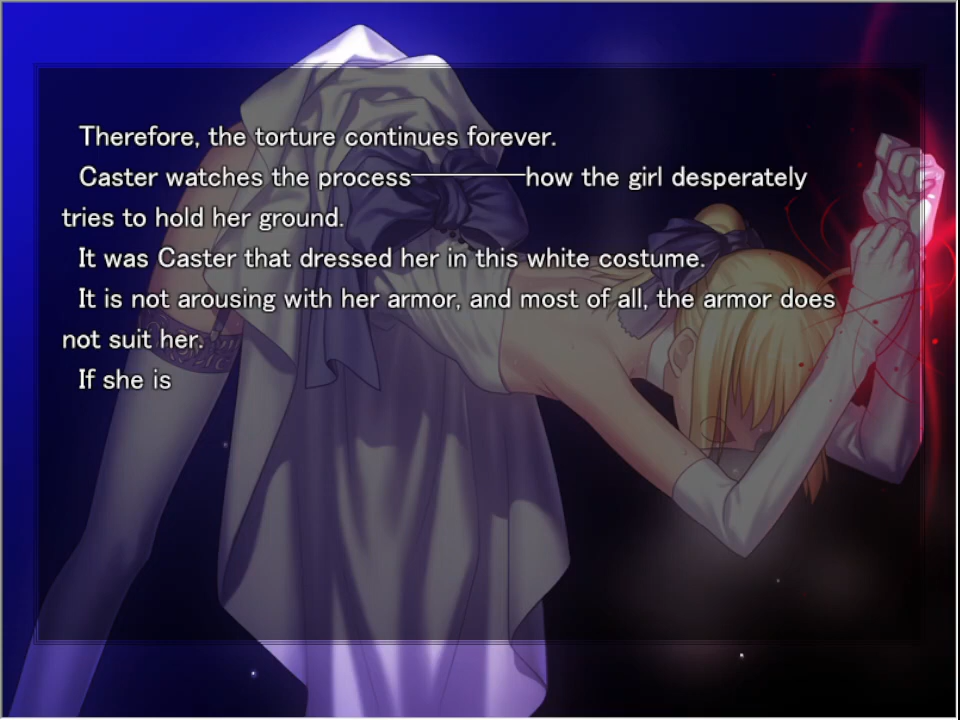 Therefore, the torture continues forever.
Caster watches the process────how the girl desperately
tries to hold her ground.
It was Caster that dressed her in this white costume.
It is not arousing with her armor, and most of all, the armor does
not suit her.
If she is